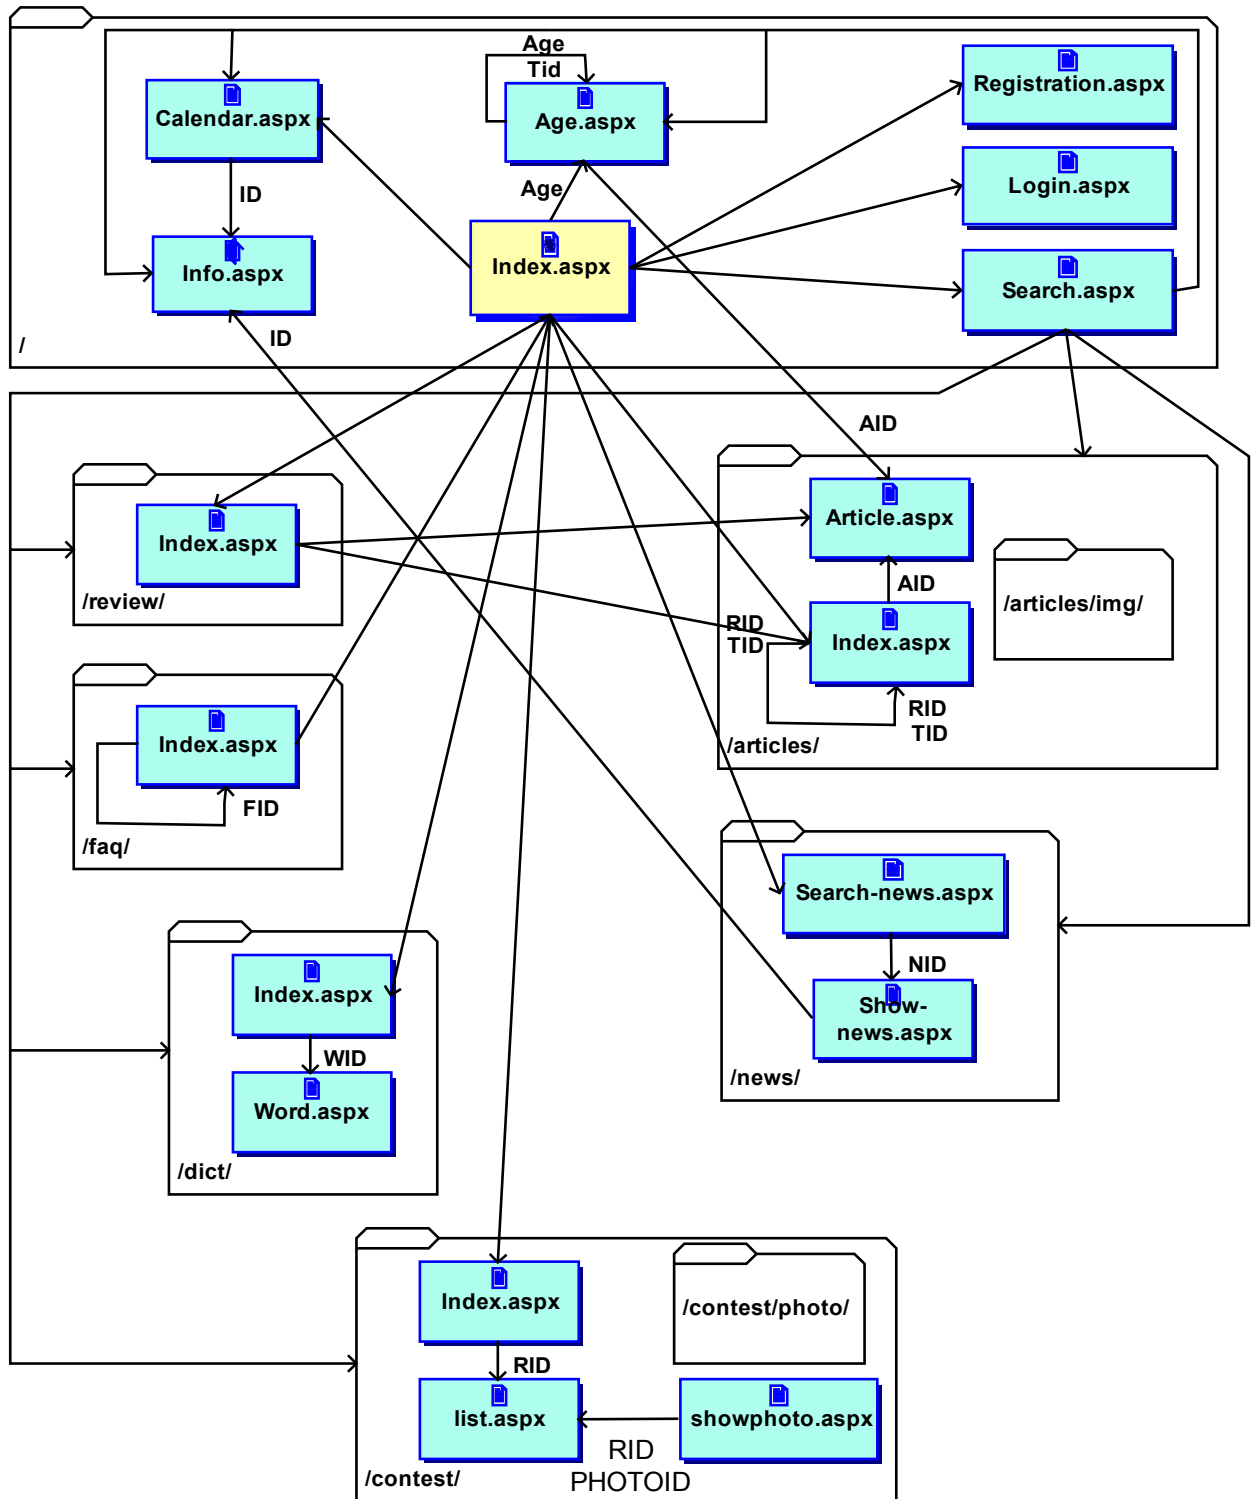 Age
Tid
Registration.aspx
Calendar.aspx
Age.aspx
Login.aspx
ID
Age
Info.aspx
Index.aspx
Search.aspx
ID
/
AID
Article.aspx
Index.aspx
AID
/articles/img/
/review/
RID
TID
Index.aspx
RID
TID
/articles/
Index.aspx
FID
/faq/
Search-news.aspx
NID
Index.aspx
Show-
news.aspx
WID
/news/
Word.aspx
/dict/
Index.aspx
/contest/photo/
RID
list.aspx
showphoto.aspx
RID
PHOTOID
/contest/